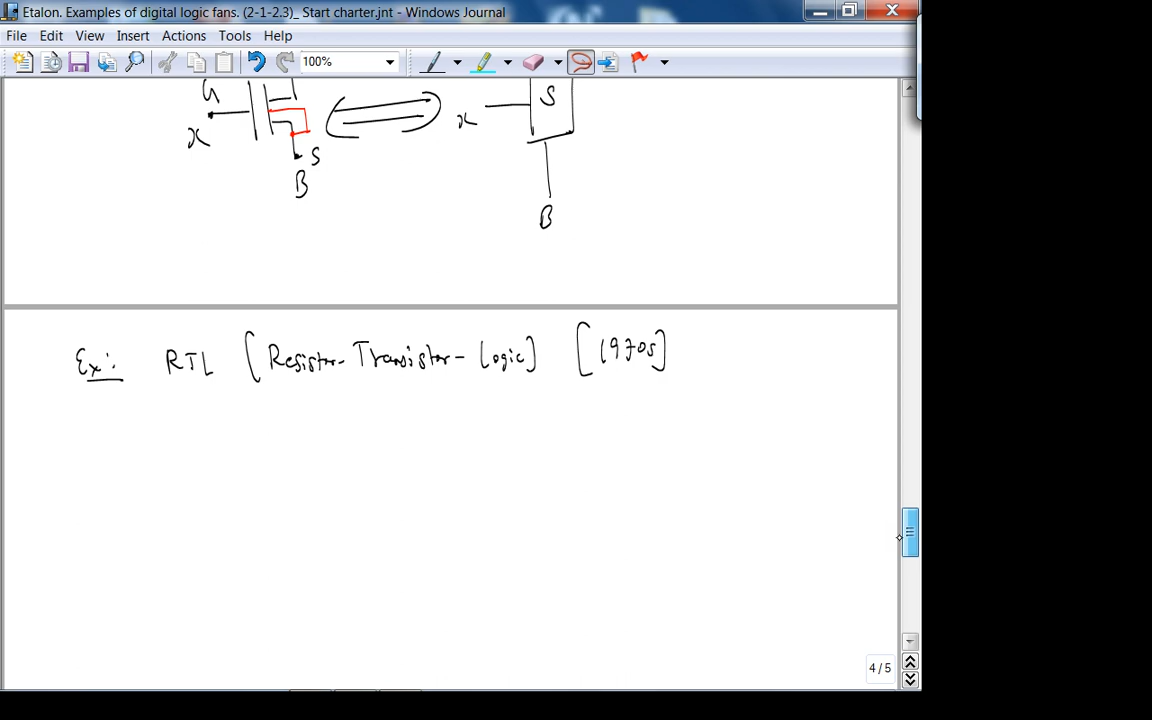 Etalon. Examples of digital logic fans. (2-1-2.3)_ Start charter.jnt - Windows Journal
File Edit View Insert Actions Tools Help
100%
G
x
S
B
x
S
B
Ex: RTL (Resistor-Transistor-Logic) [1970s]
4/5